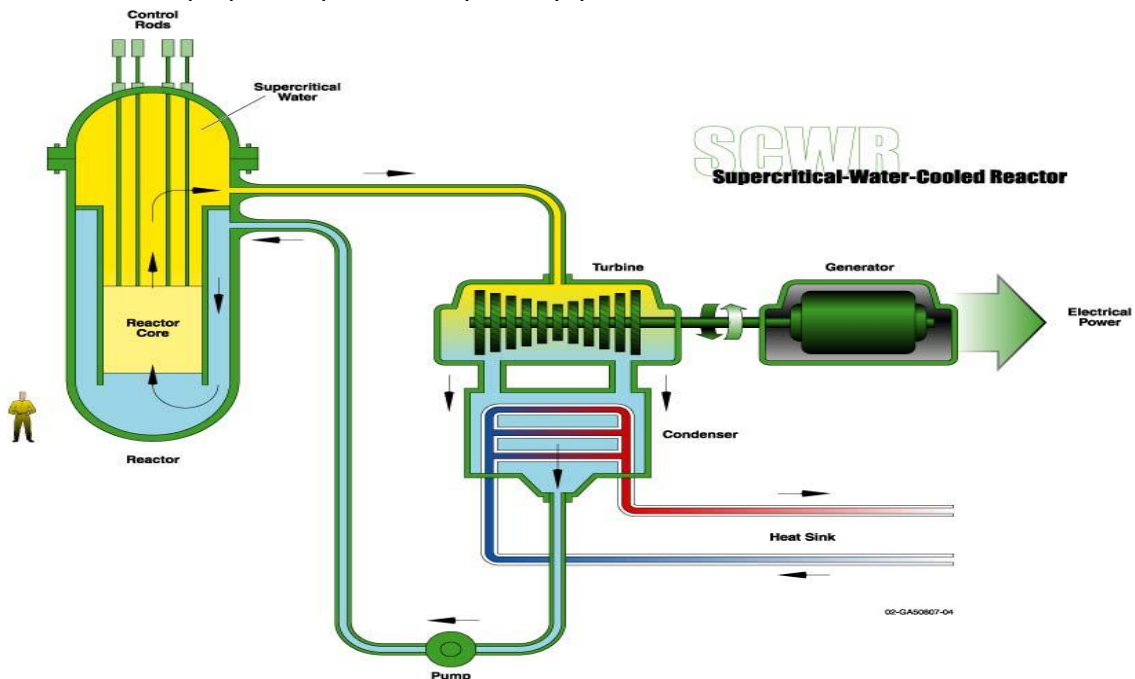 Control
Rods
Supercritical
Water
SCWR
Supercritical-Water-Cooled Reactor
Turbine
Generator
Electrical
Power
Reactor
Core
Condenser
Reactor
Heat Sink
02-GA50807-04
Pump